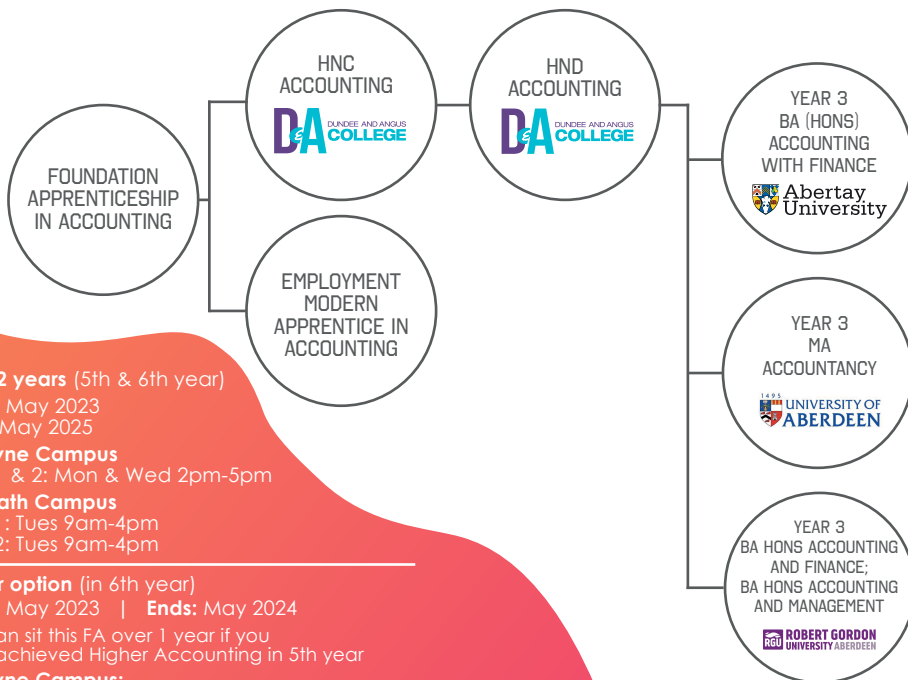 FOUNDATION
APPRENTICESHIP
IN ACCOUNTING
HNC
ACCOUNTING
D&A DUNDEE AND ANGUS
COLLEGE
EMPLOYMENT
MODERN
APPRENTICE IN
ACCOUNTING
HND
ACCOUNTING
D&A DUNDEE AND ANGUS
COLLEGE
YEAR 3
BA (HONS)
ACCOUNTING
WITH FINANCE
Abertay
University
YEAR 3
MA
ACCOUNTANCY
1495
UNIVERSITY OF
ABERDEEN
YEAR 3
BA HONS ACCOUNTING
AND FINANCE;
BA HONS ACCOUNTING
AND MANAGEMENT
RGU ROBERT GORDON
UNIVERSITY ABERDEEN
2 years (5th & 6th year)
May 2023
May 2025
Campus
& 2: Mon & Wed 2pm-5pm
Campus
: Tues 9am-4pm
2: Tues 9am-4pm
option (in 6th year)
May 2023 | Ends: May 2024
sit this FA over 1 year if you
achieved Higher Accounting in 5th year
Campus: